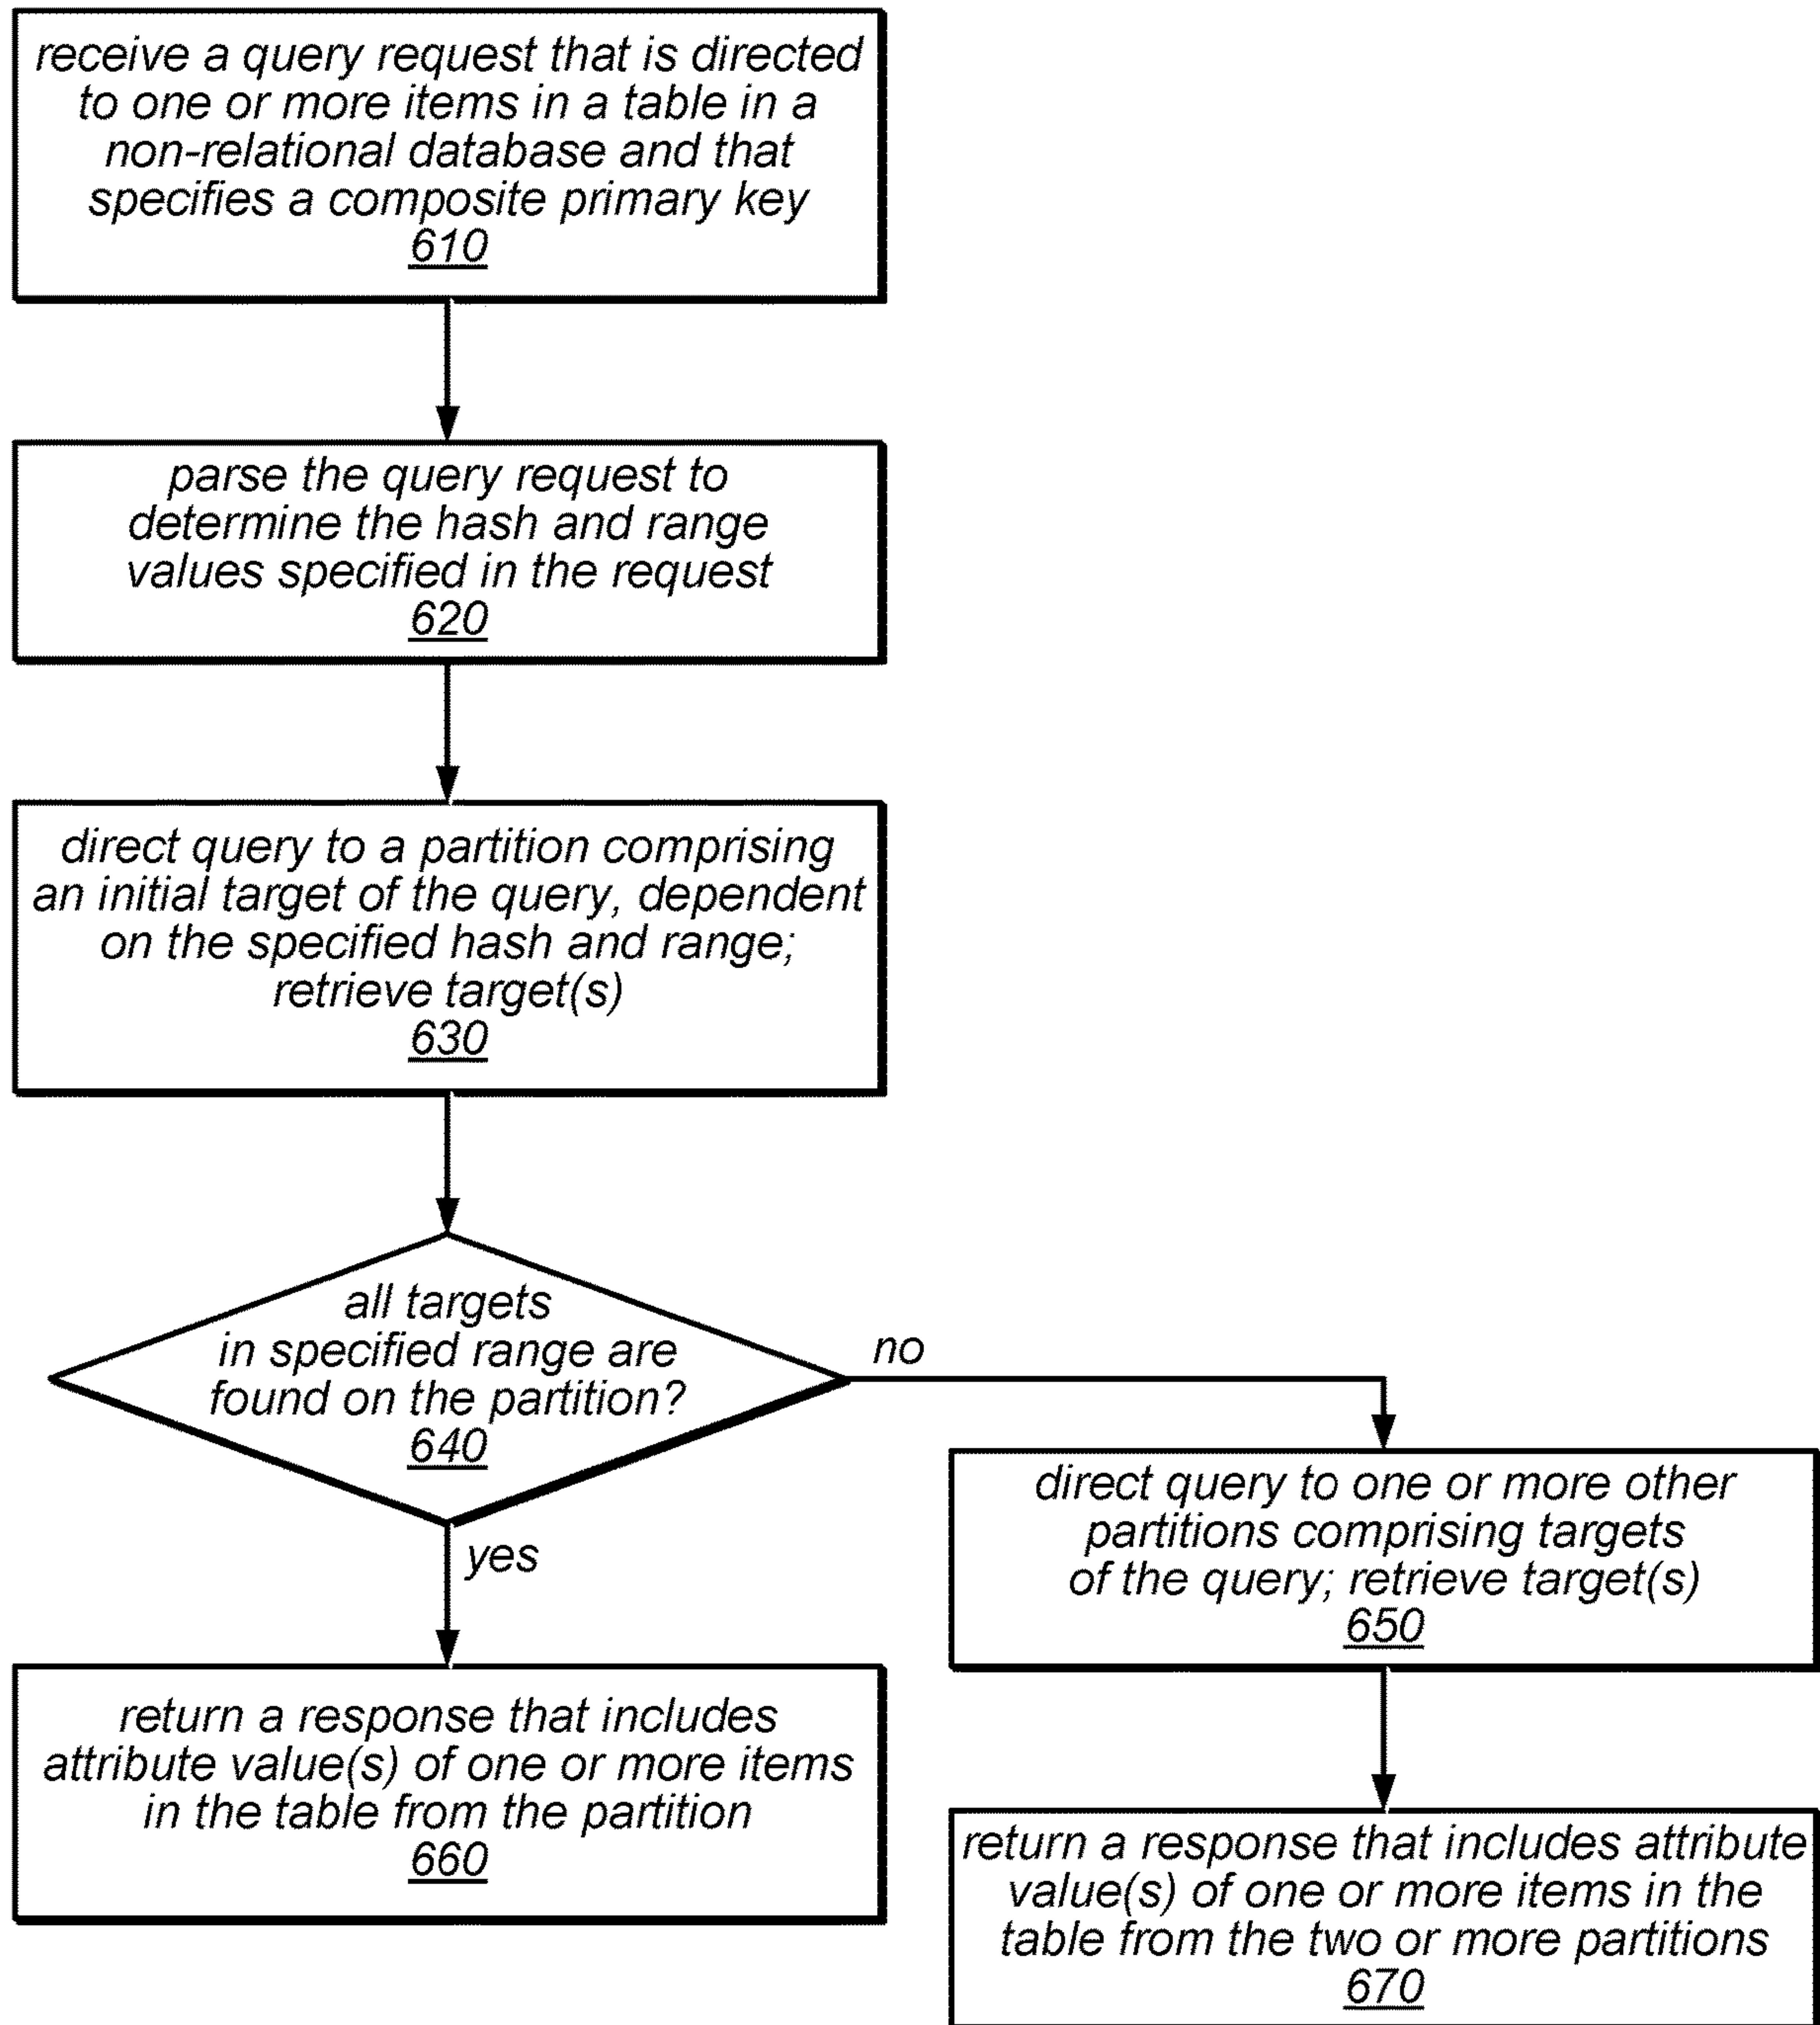 receive a query request that is directed
to one or more items in a table in a
non-relational database and that
specifies a composite primary key
610
parse the query request to
determine the hash and range
values specified in the request
620
direct query to a partition comprising
an initial target of the query, dependent
on the specified hash and range;
retrieve target(s)
630
all targets
in specified range are
found on the partition?
640
no
yes
direct query to one or more other
partitions comprising targets
of the query; retrieve target(s)
650
return a response that includes
attribute value(s) of one or more items
in the table from the partition
660
return a response that includes attribute
value(s) of one or more items in the
table from the two or more partitions
670